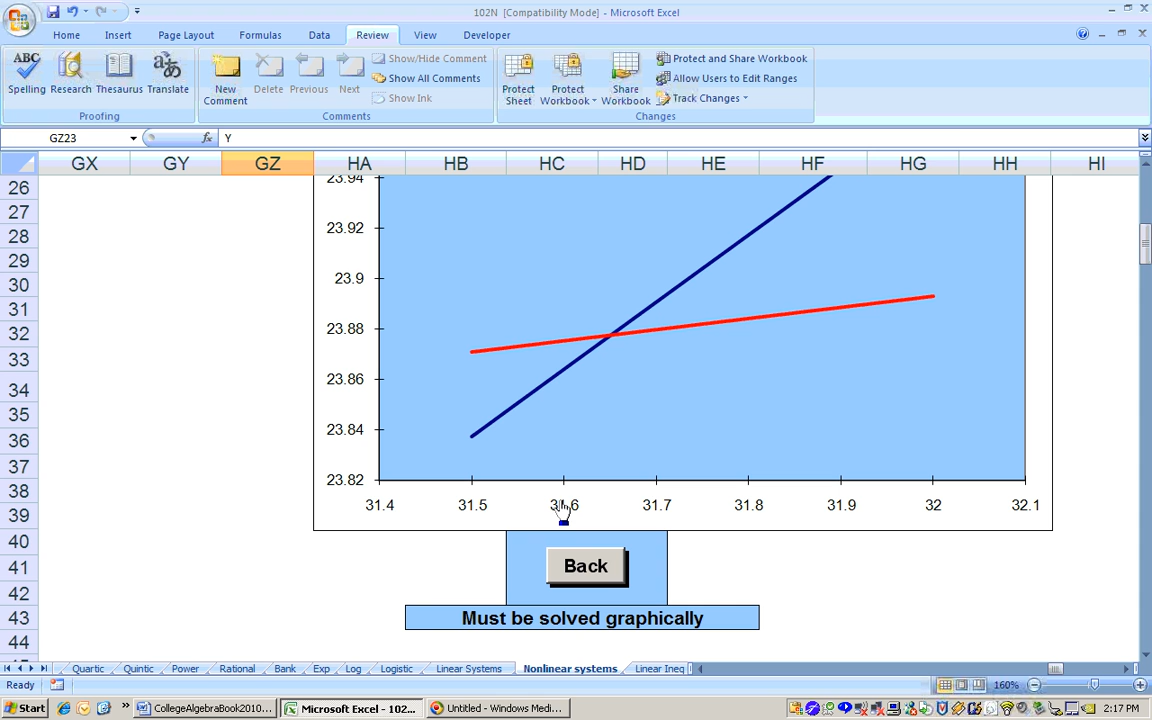 102N [Compatibility Mode] - Microsoft Excel
Home Insert Page Layout Formulas Data Review View Developer
ABC
Spelling Research Thesaurus Translate
New Comment Delete Previous Next
Show/Hide Comment
Show All Comments
Show Ink
Protect Sheet Protect Workbook Share Workbook
Protect and Share Workbook
Allow Users to Edit Ranges
Track Changes
Proofing Comments Changes
GZ23 fx Y
GX GY GZ HA HB HC HD HE HF HG HH HI
26 23.94
27
28 23.92
29
30 23.9
31
32 23.88
33
34 23.86
35
36 23.84
37
38 23.82
39 31.4 31.5 31.6 31.7 31.8 31.9 32 32.1
40
41 Back
42
43 Must be solved graphically
44
Quartic Quintic Power Rational Bank Exp Log Logistic Linear Systems Nonlinear systems Linear Ineq
Ready 160%
Start CollegeAlgebraBook2010... Microsoft Excel - 102... Untitled - Windows Medi... 2:17 PM